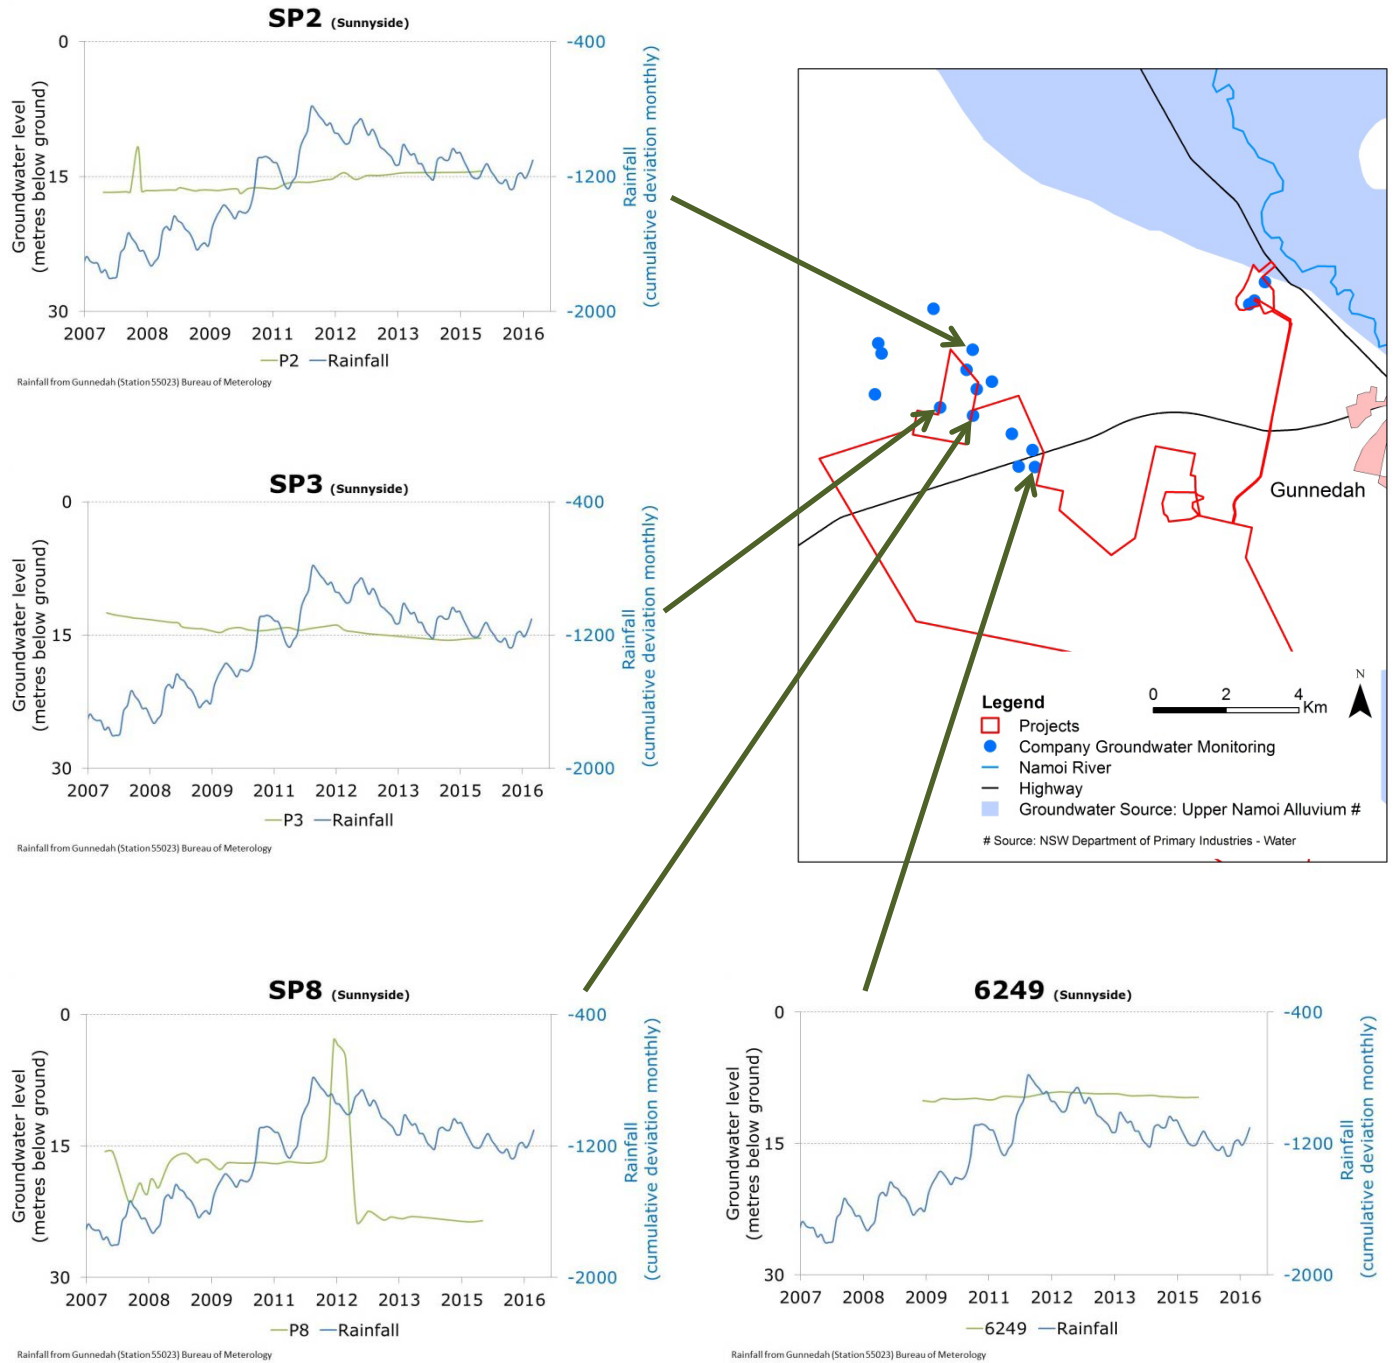 SP2 (Sunnyside)
0
15
30
Groundwater level
(metres below ground)
-400
-1200
-2000
Rainfall
(cumulative deviation monthly)
2007 2008 2009 2011 2012 2013 2015 2016
P2 Rainfall
Rainfall from Gunnedah (Station 55023) Bureau of Meterology
SP3 (Sunnyside)
0
15
30
Groundwater level
(metres below ground)
-400
-1200
-2000
Rainfall
(cumulative deviation monthly)
2007 2008 2009 2011 2012 2013 2015 2016
P3 Rainfall
Rainfall from Gunnedah (Station 55023) Bureau of Meterology
Gunnedah
N
0 2 4
Km
Legend
Projects
Company Groundwater Monitoring
Namoi River
Highway
Groundwater Source: Upper Namoi Alluvium #
# Source: NSW Department of Primary Industries - Water
SP8 (Sunnyside)
0
15
30
Groundwater level
(metres below ground)
-400
-1200
-2000
Rainfall
(cumulative deviation monthly)
2007 2008 2009 2011 2012 2013 2015 2016
P8 Rainfall
Rainfall from Gunnedah (Station 55023) Bureau of Meterology
6249 (Sunnyside)
0
15
30
Groundwater level
(metres below ground)
-400
-1200
-2000
Rainfall
(cumulative deviation monthly)
2007 2008 2009 2011 2012 2013 2015 2016
6249 Rainfall
Rainfall from Gunnedah (Station 55023) Bureau of Meterology